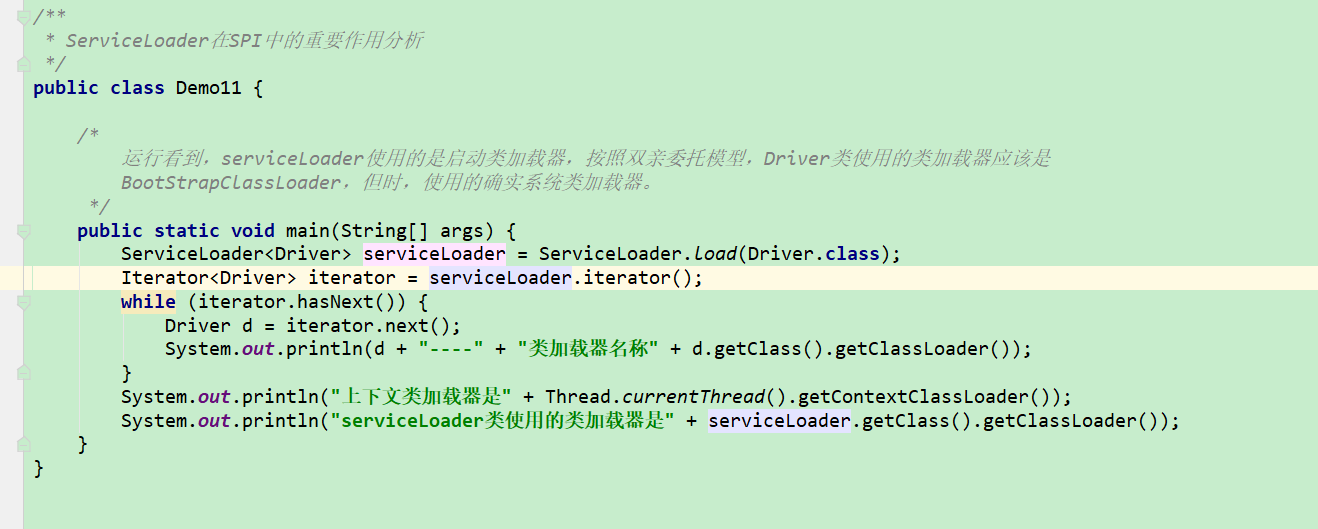 /**
 * ServiceLoader在SPI中的重要作用分析
 */
public class Demo11 {
    /*
        运行看到，serviceLoader使用的是启动类加载器，按照双亲委托模型，Driver类使用的类加载器应该是
        BootStrapClassLoader，但时，使用的确实系统类加载器。
     */
    public static void main(String[] args) {
        ServiceLoader<Driver> serviceLoader = ServiceLoader.load(Driver.class);
        Iterator<Driver> iterator = serviceLoader.iterator();
        while (iterator.hasNext()) {
            Driver d = iterator.next();
            System.out.println(d + "----" + "类加载器名称" + d.getClass().getClassLoader());
        }
        System.out.println("上下文类加载器是" + Thread.currentThread().getContextClassLoader());
        System.out.println("serviceLoader类使用的类加载器是" + serviceLoader.getClass().getClassLoader());
    }
}